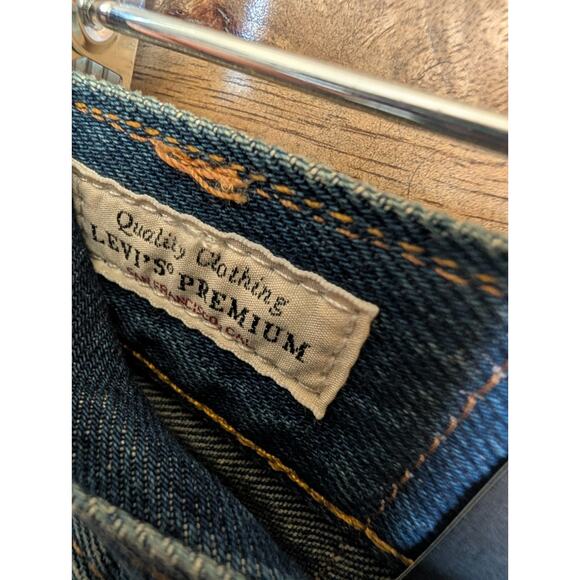 Quality Clothing
LEVI'S® PREMIUM
SAN FRANCISCO, CAL.